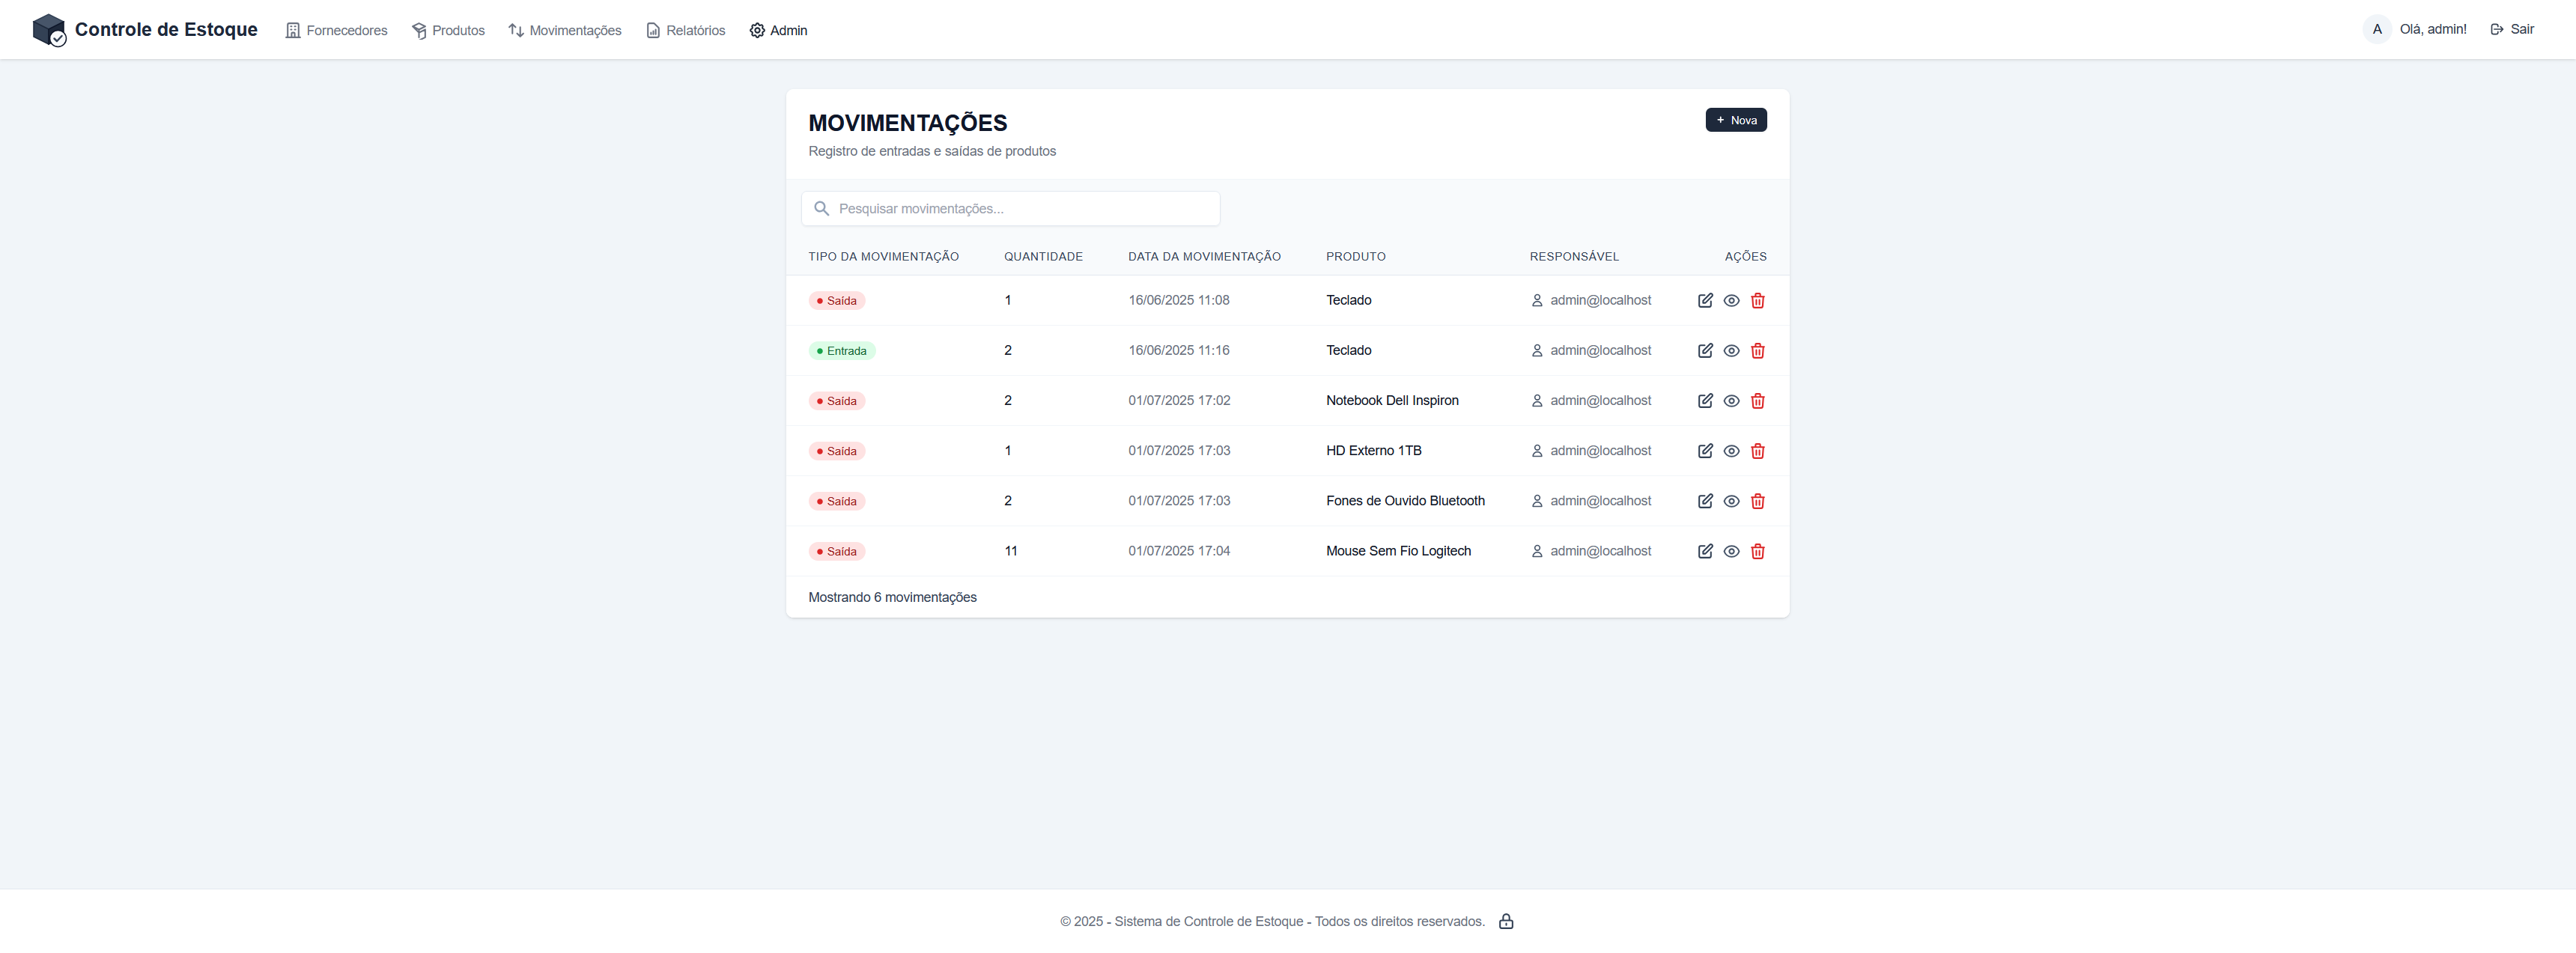 Controle de Estoque Fornecedores Produtos Movimentações Relatórios Admin A Olá, admin! Sair
MOVIMENTAÇÕES
+ Nova
Registro de entradas e saídas de produtos
Pesquisar movimentações...
TIPO DA MOVIMENTAÇÃO QUANTIDADE DATA DA MOVIMENTAÇÃO PRODUTO RESPONSÁVEL AÇÕES
Saída 1 16/06/2025 11:08 Teclado admin@localhost
Entrada 2 16/06/2025 11:16 Teclado admin@localhost
Saída 2 01/07/2025 17:02 Notebook Dell Inspiron admin@localhost
Saída 1 01/07/2025 17:03 HD Externo 1TB admin@localhost
Saída 2 01/07/2025 17:03 Fones de Ouvido Bluetooth admin@localhost
Saída 11 01/07/2025 17:04 Mouse Sem Fio Logitech admin@localhost
Mostrando 6 movimentações
© 2025 - Sistema de Controle de Estoque - Todos os direitos reservados.